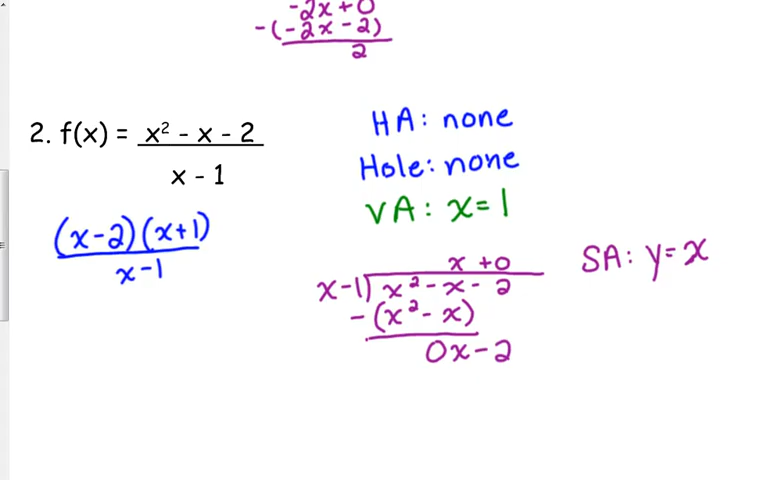 -2x + 0
-(-2x - 2)
2
2. f(x) = x² - x - 2
x - 1
(x-2)(x+1)
x-1
HA: none
Hole: none
VA: x = 1
x + 0
x - 1) x² - x - 2
- (x² - x)
0x - 2
SA: y = x